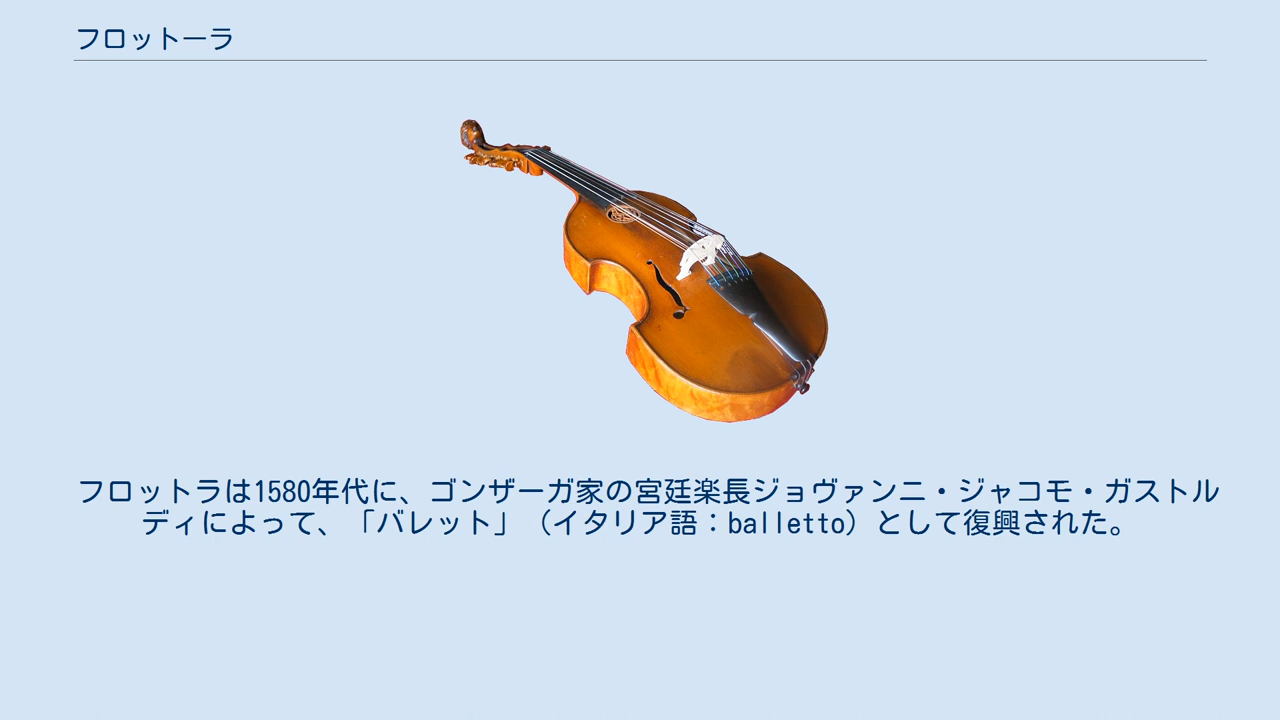 フロットーラ
フロットラは1580年代に、ゴンザーガ家の宮廷楽長ジョヴァンニ・ジャコモ・ガストル
ディによって、「バレット」（イタリア語：balletto）として復興された。